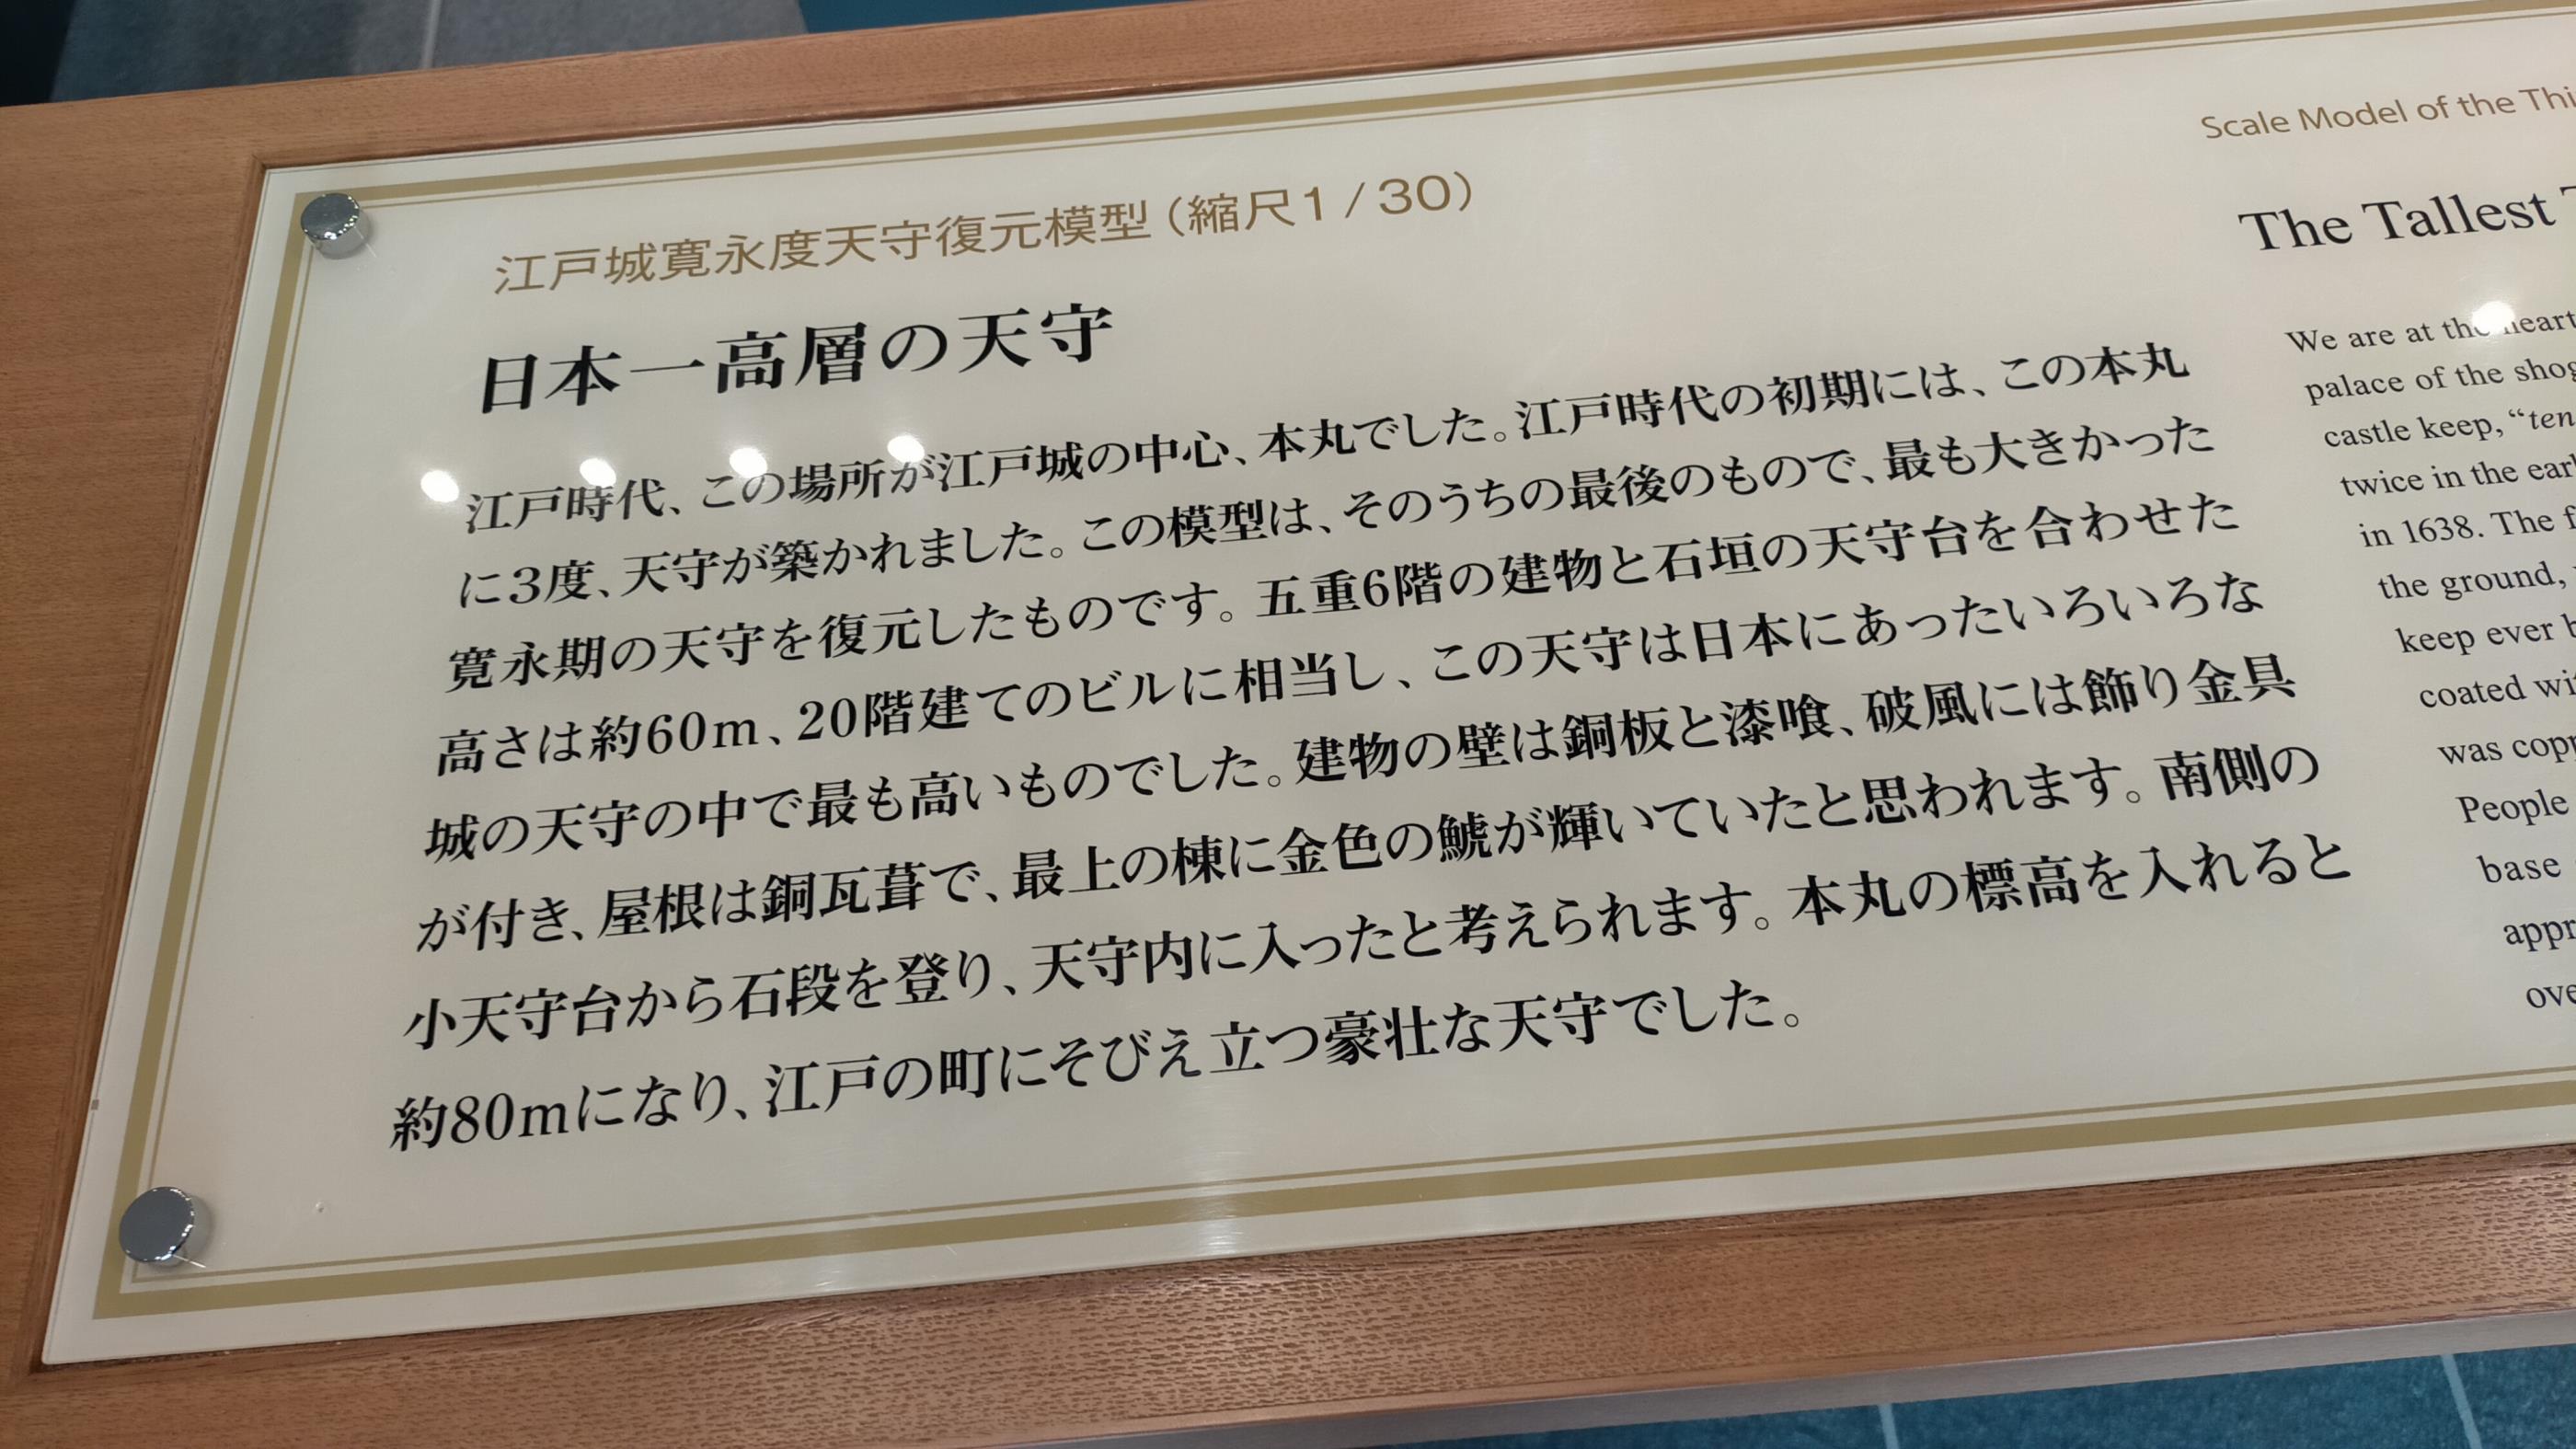 江戸城寛永度天守復元模型（縮尺1/30）
日本一高層の天守
江戸時代、この場所が江戸城の中心、本丸でした。江戸時代の初期には、この本丸
に3度、天守が築かれました。この模型は、そのうちの最後のもので、最も大きかった
寛永期の天守を復元したものです。五重6階の建物と石垣の天守台を合わせた
高さは約60m、20階建てのビルに相当し、この天守は日本にあったいろいろな
城の天守の中で最も高いものでした。建物の壁は銅板と漆喰、破風には飾り金具
が付き、屋根は銅瓦葺で、最上の棟に金色の鯱が輝いていたと思われます。南側の
小天守台から石段を登り、天守内に入ったと考えられます。本丸の標高を入れると
約80mになり、江戸の町にそびえ立つ豪壮な天守でした。
Scale Model of the
The Tallest
We are at the heart
palace of the
castle keep,
twice in the
in 1638. The
the ground,
keep ever
coated
was
People
base